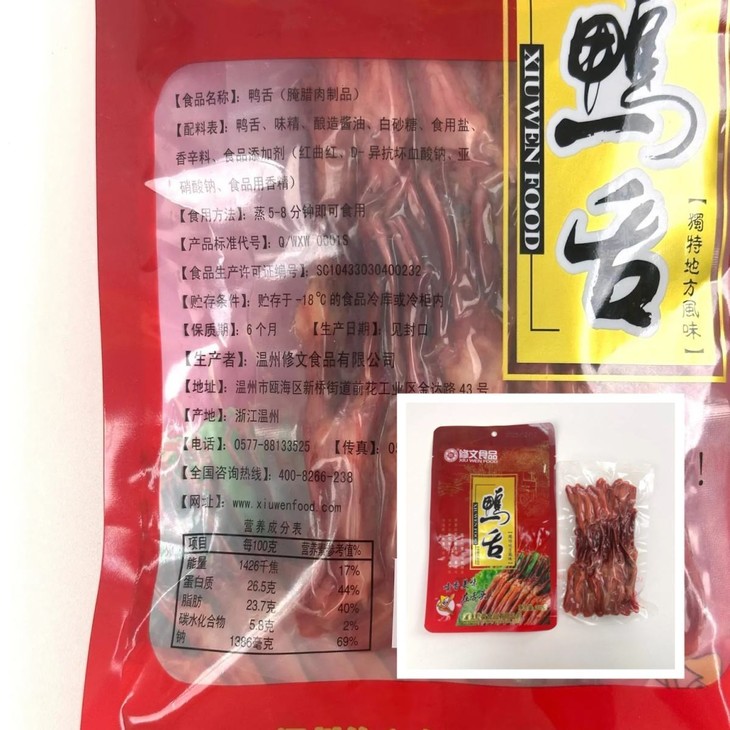 【食品名称】：鸭舌（腌腊肉制品）
【配料表】：鸭舌、味精、酿造酱油、白砂糖、食用盐、
香辛料、食品添加剂（红曲红、D-异抗坏血酸钠、亚
硝酸钠、食品用香精）
【食用方法】：蒸5-8分钟即可食用
【产品标准代号】：Q/WXW 0001S
【食品生产许可证编号】：SC10433030400232
【贮存条件】：贮存于-18℃的食品冷库或冷柜内
【保质期】：6个月 【生产日期】：见封口
【生产者】：温州修文食品有限公司
【地址】：温州市瓯海区新桥街道前花工业区金达路43号
【产地】：浙江温州
【电话】：0577-88133525 【传真】：05
【全国咨询热线】：400-8266-238
【网址】：www.xiuwenfood.com
营养成分表
项目 每100克 营养素参考值%
能量 1426千焦 17%
蛋白质 26.5克 44%
脂肪 23.7克 40%
碳水化合物 5.8克 2%
钠 1386毫克 69%
鸭舌
XIUWEN FOOD
【獨特地方風味】
!
修文食品
XIU WEN FOOD
鸭舌